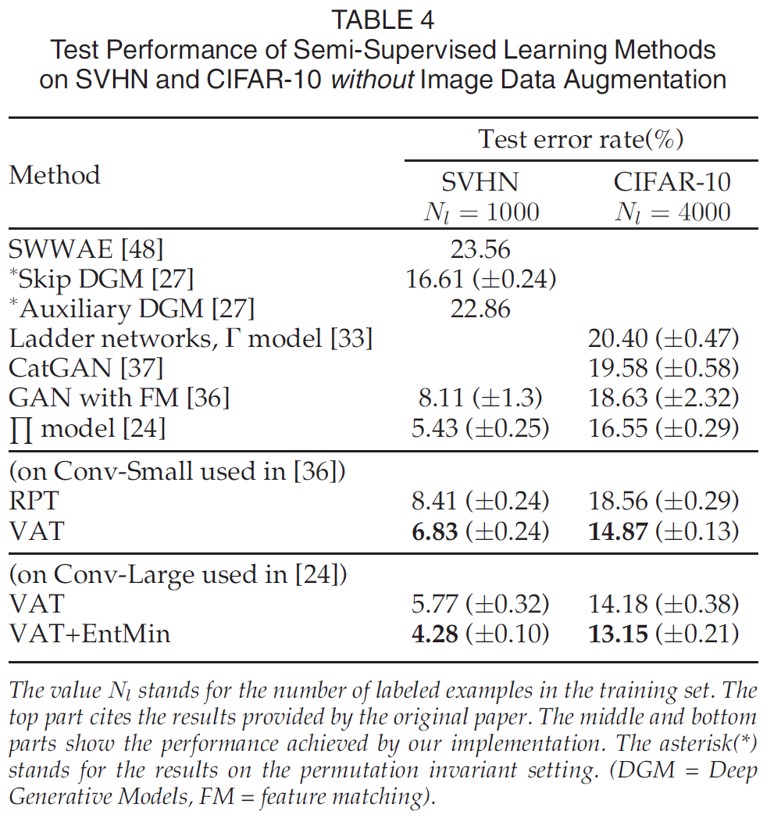 TABLE 4
Test Performance of Semi-Supervised Learning Methods
on SVHN and CIFAR-10 without Image Data Augmentation
Test error rate(%)
Method
SVHN CIFAR-10
Nl = 1000 Nl = 4000
SWWAE [48] 23.56
*Skip DGM [27] 16.61 (±0.24)
*Auxiliary DGM [27] 22.86
Ladder networks, Γ model [33] 20.40 (±0.47)
CatGAN [37] 19.58 (±0.58)
GAN with FM [36] 8.11 (±1.3) 18.63 (±2.32)
∏ model [24] 5.43 (±0.25) 16.55 (±0.29)
(on Conv-Small used in [36])
RPT 8.41 (±0.24) 18.56 (±0.29)
VAT 6.83 (±0.24) 14.87 (±0.13)
(on Conv-Large used in [24])
VAT 5.77 (±0.32) 14.18 (±0.38)
VAT+EntMin 4.28 (±0.10) 13.15 (±0.21)
The value Nl stands for the number of labeled examples in the training set. The
top part cites the results provided by the original paper. The middle and bottom
parts show the performance achieved by our implementation. The asterisk(*)
stands for the results on the permutation invariant setting. (DGM = Deep
Generative Models, FM = feature matching).